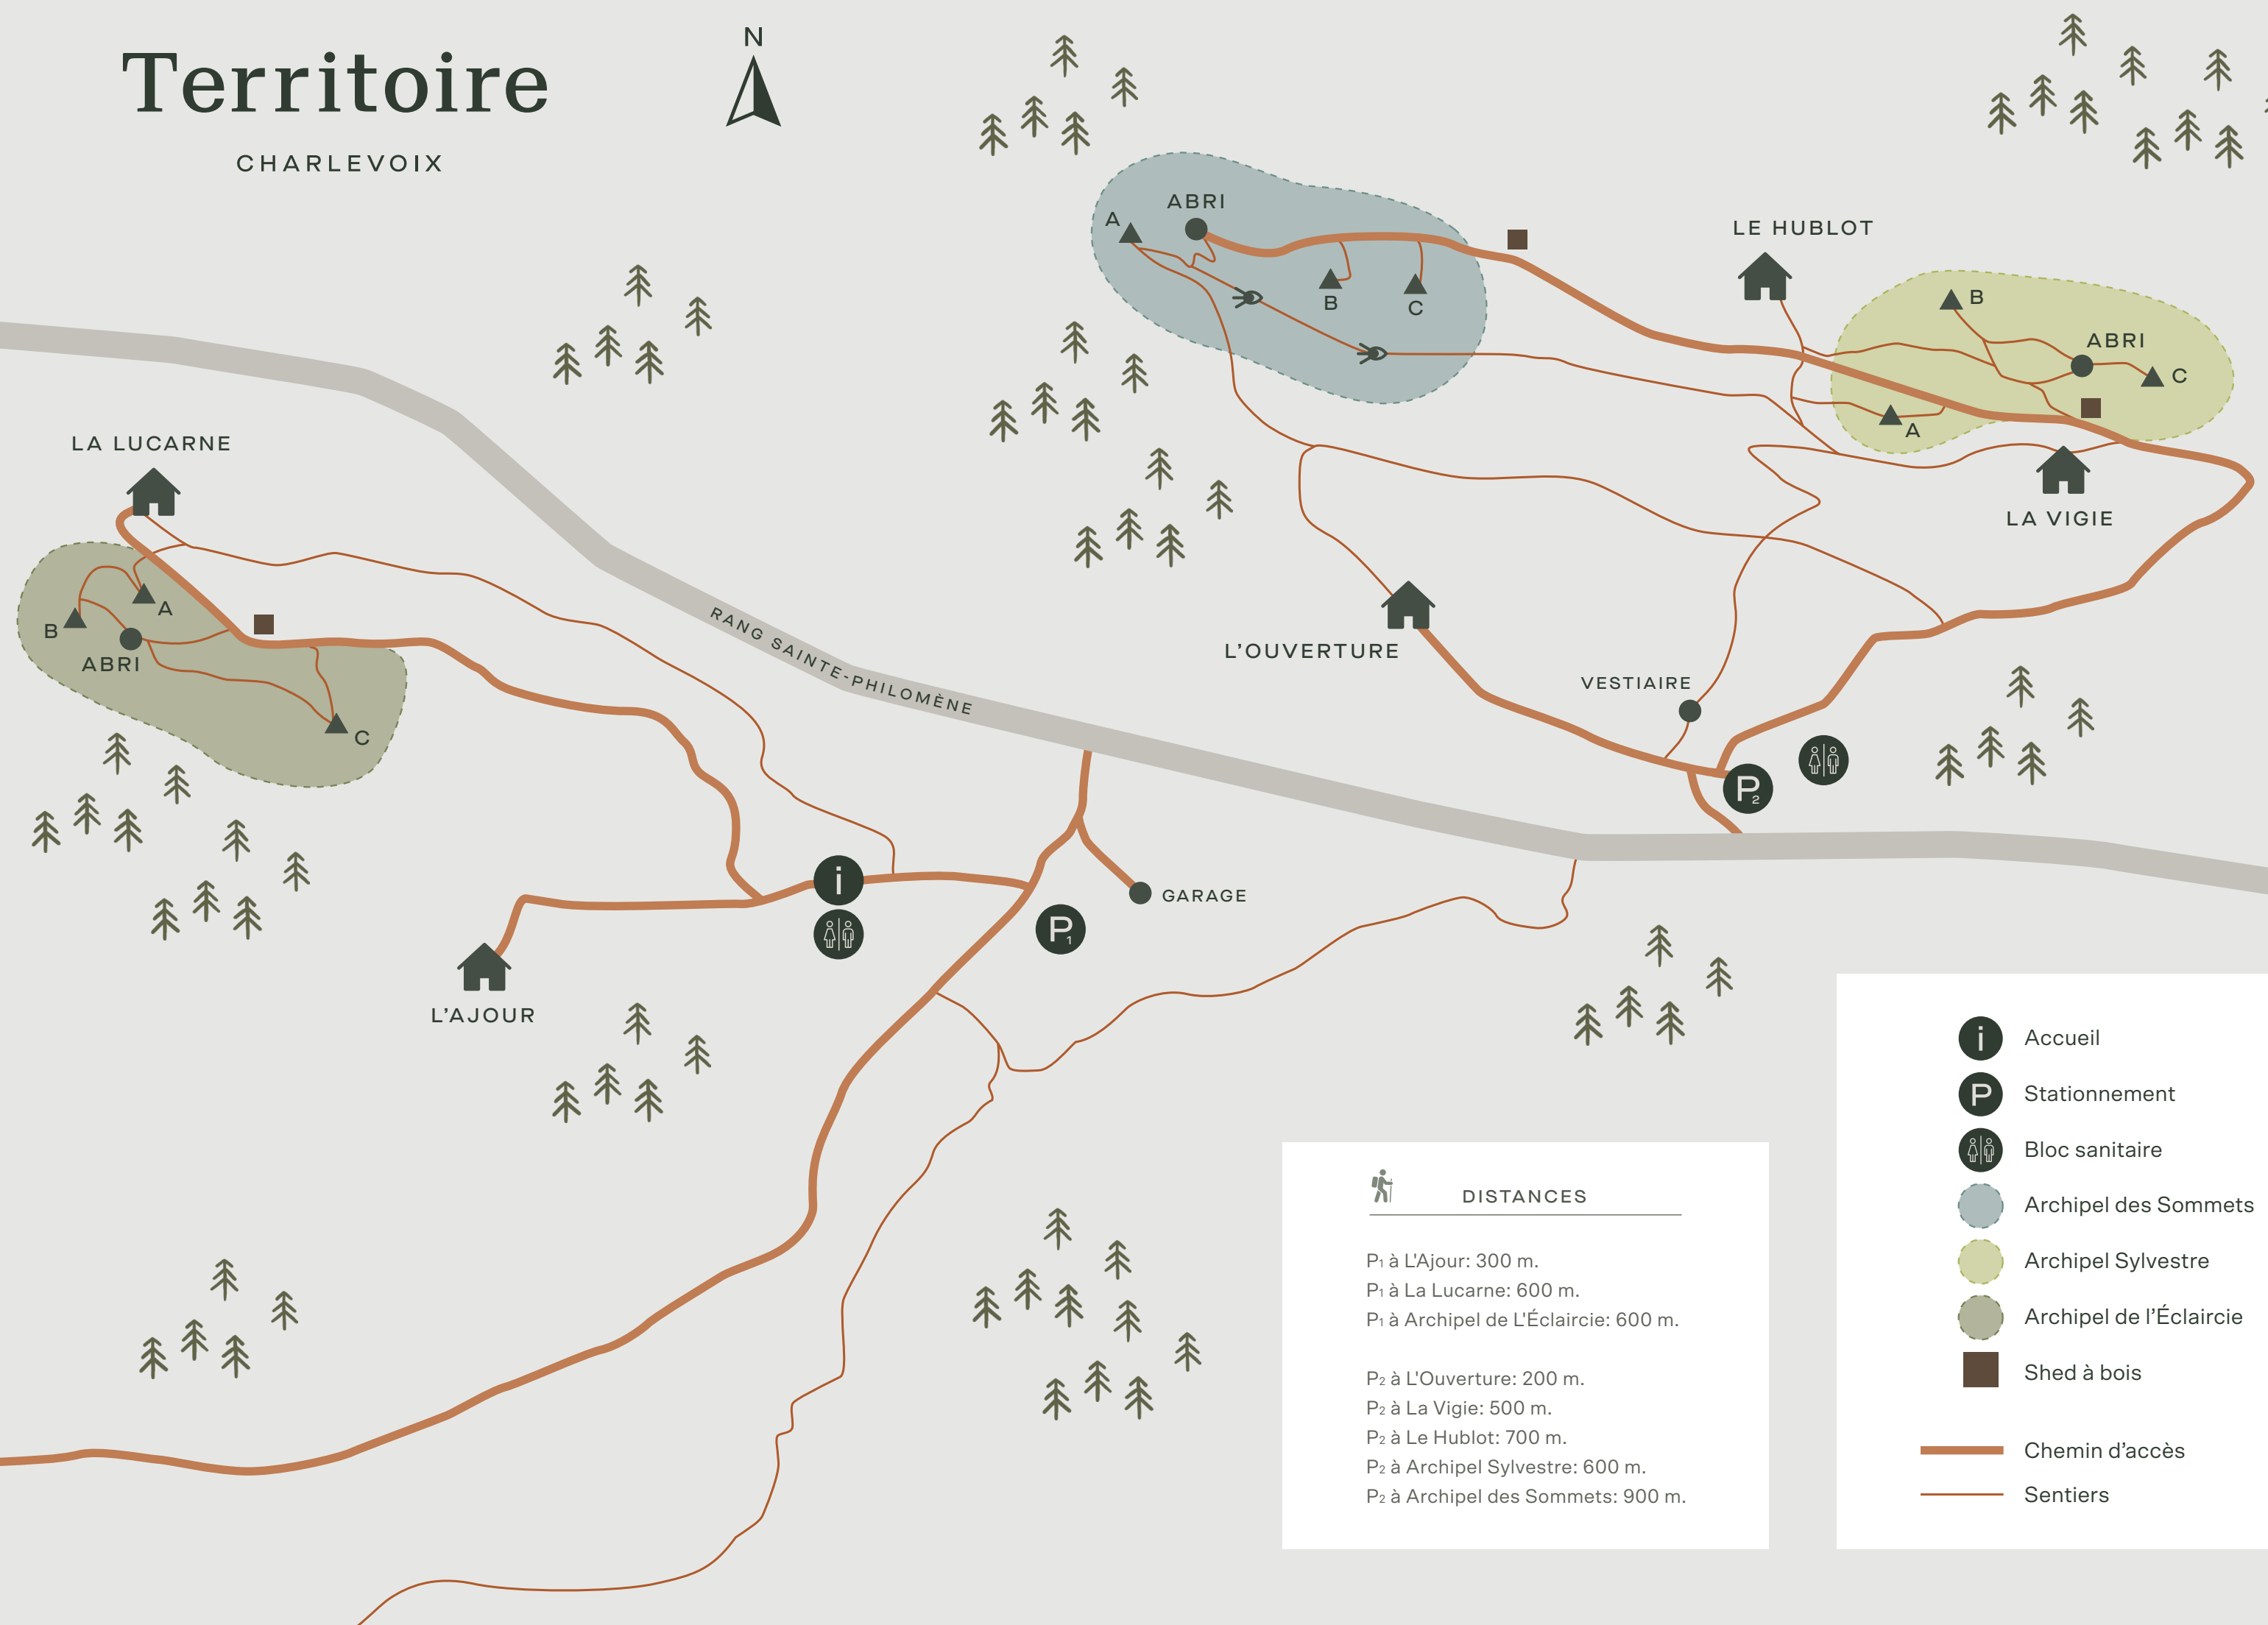 Territoire
CHARLEVOIX
N
A
ABRI
B
C
LE HUBLOT
B
ABRI
C
A
LA VIGIE
LA LUCARNE
A
B
ABRI
C
RANG SAINTE-PHILOMÈNE
L'OUVERTURE
VESTIAIRE
P2
i
P1
GARAGE
L'AJOUR
DISTANCES
P1 à L'Ajour: 300 m.
P1 à La Lucarne: 600 m.
P1 à Archipel de L'Éclaircie: 600 m.
P2 à L'Ouverture: 200 m.
P2 à La Vigie: 500 m.
P2 à Le Hublot: 700 m.
P2 à Archipel Sylvestre: 600 m.
P2 à Archipel des Sommets: 900 m.
i Accueil
P Stationnement
Bloc sanitaire
Archipel des Sommets
Archipel Sylvestre
Archipel de l'Éclaircie
Shed à bois
Chemin d'accès
Sentiers